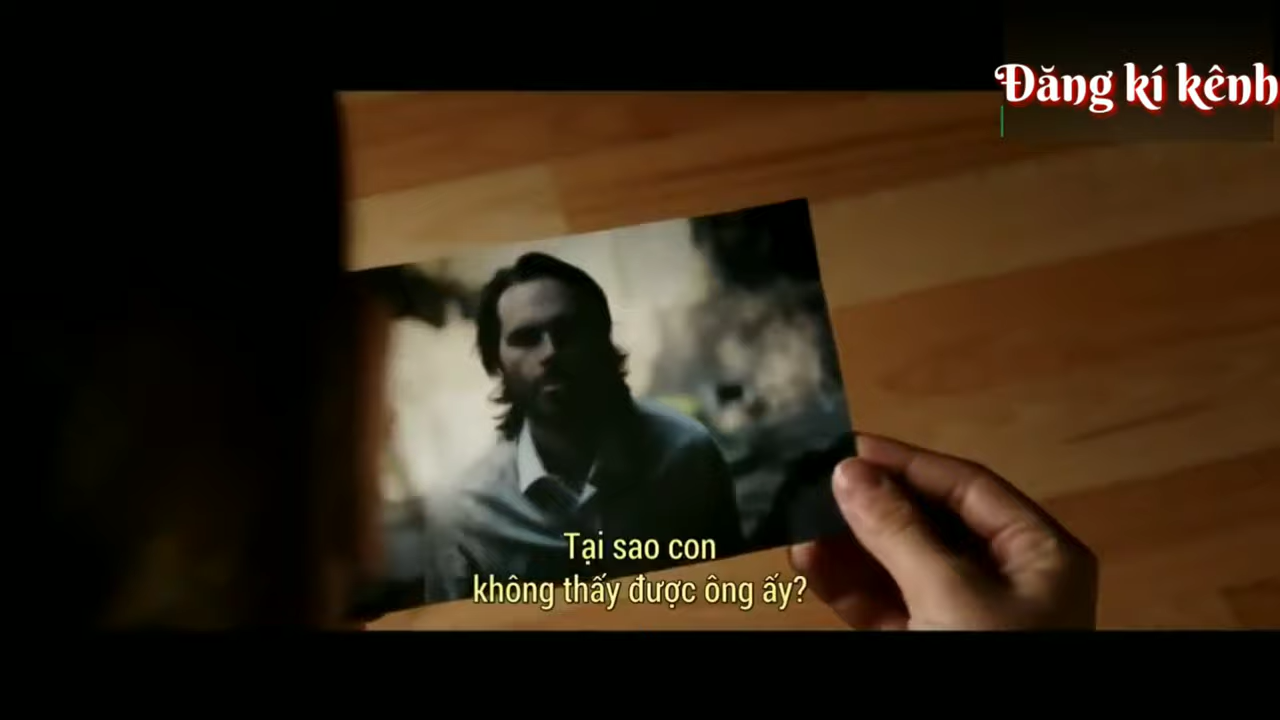 Đăng kí kênh
Tại sao con
không thấy được ông ấy?